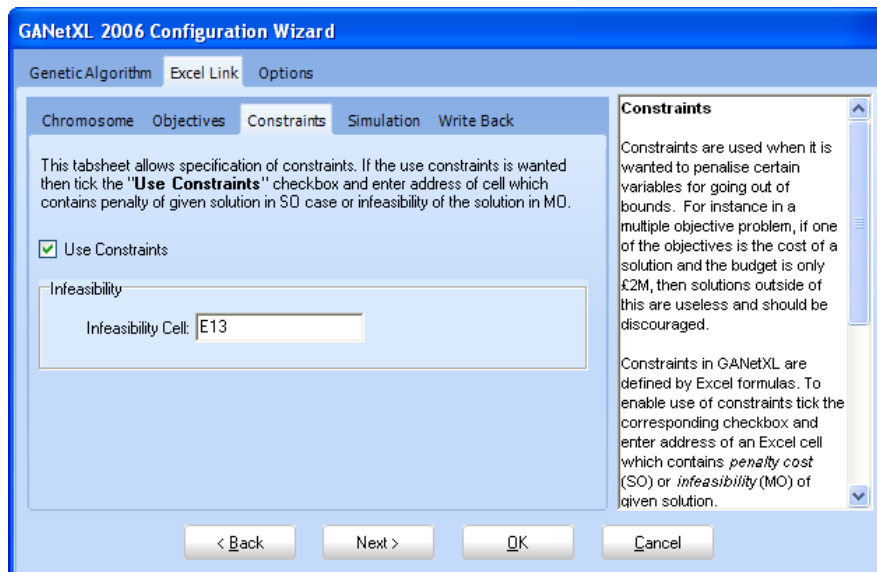 GANetXL 2006 Configuration Wizard
Genetic Algorithm Excel Link Options
Chromosome Objectives Constraints Simulation Write Back
This tabsheet allows specification of constraints. If the use constraints is wanted
then tick the "Use Constraints" checkbox and enter address of cell which
contains penalty of given solution in SO case or infeasibility of the solution in MO.
Use Constraints
Infeasibility
Infeasibility Cell: E13
Constraints
Constraints are used when it is
wanted to penalise certain
variables for going out of
bounds. For instance in a
multiple objective problem, if one
of the objectives is the cost of a
solution and the budget is only
£2M, then solutions outside of
this are useless and should be
discouraged.
Constraints in GANetXL are
defined by Excel formulas. To
enable use of constraints tick the
corresponding checkbox and
enter address of an Excel cell
which contains penalty cost
(SO) or infeasibility (MO) of
given solution.
< Back Next > OK Cancel